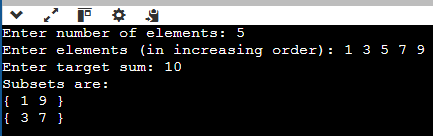 Enter number of elements: 5
Enter elements (in increasing order): 1 3 5 7 9
Enter target sum: 10
Subsets are:
{ 1 9 }
{ 3 7 }